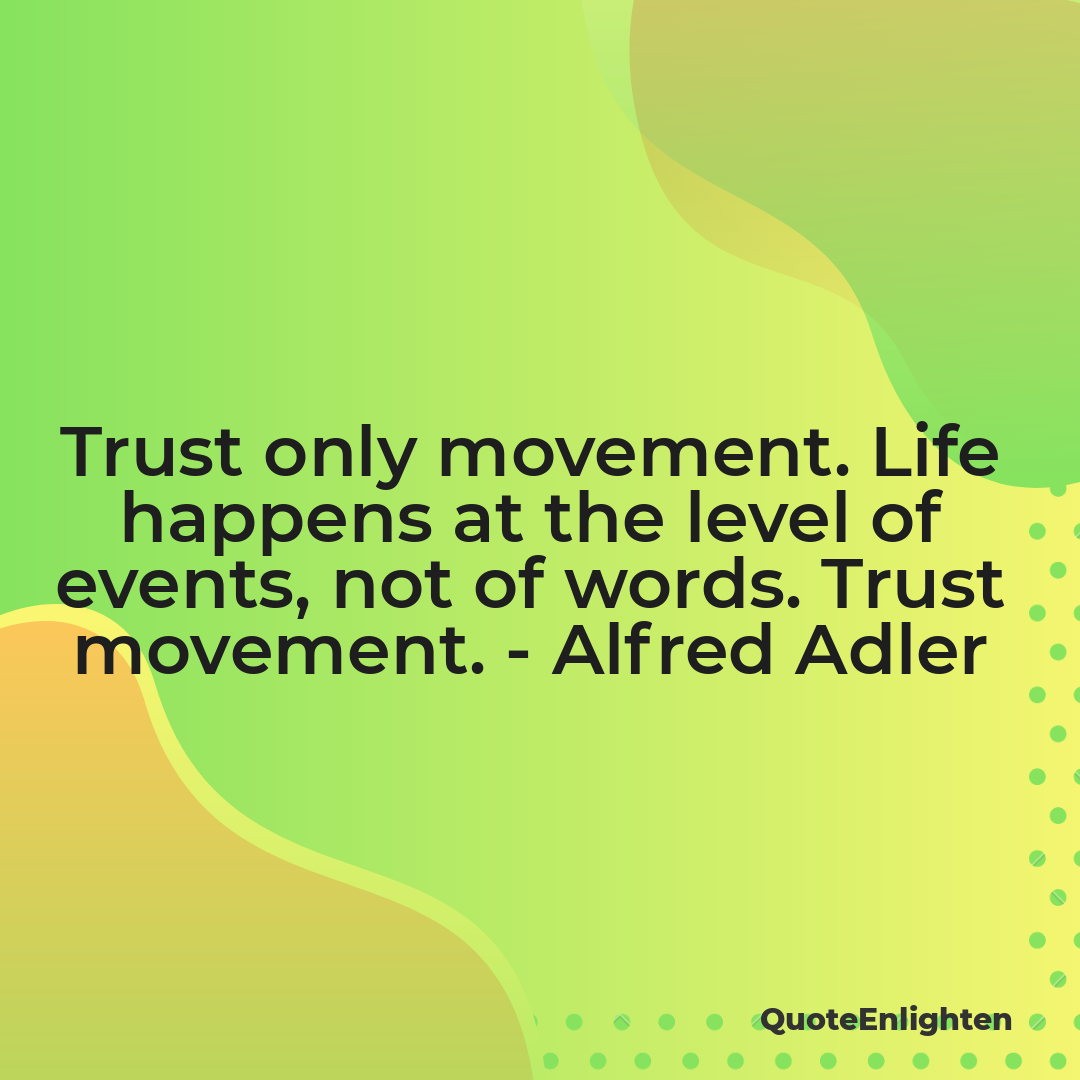 Trust only movement. Life
happens at the level of
events, not of words. Trust
movement. - Alfred Adler
QuoteEnlighten